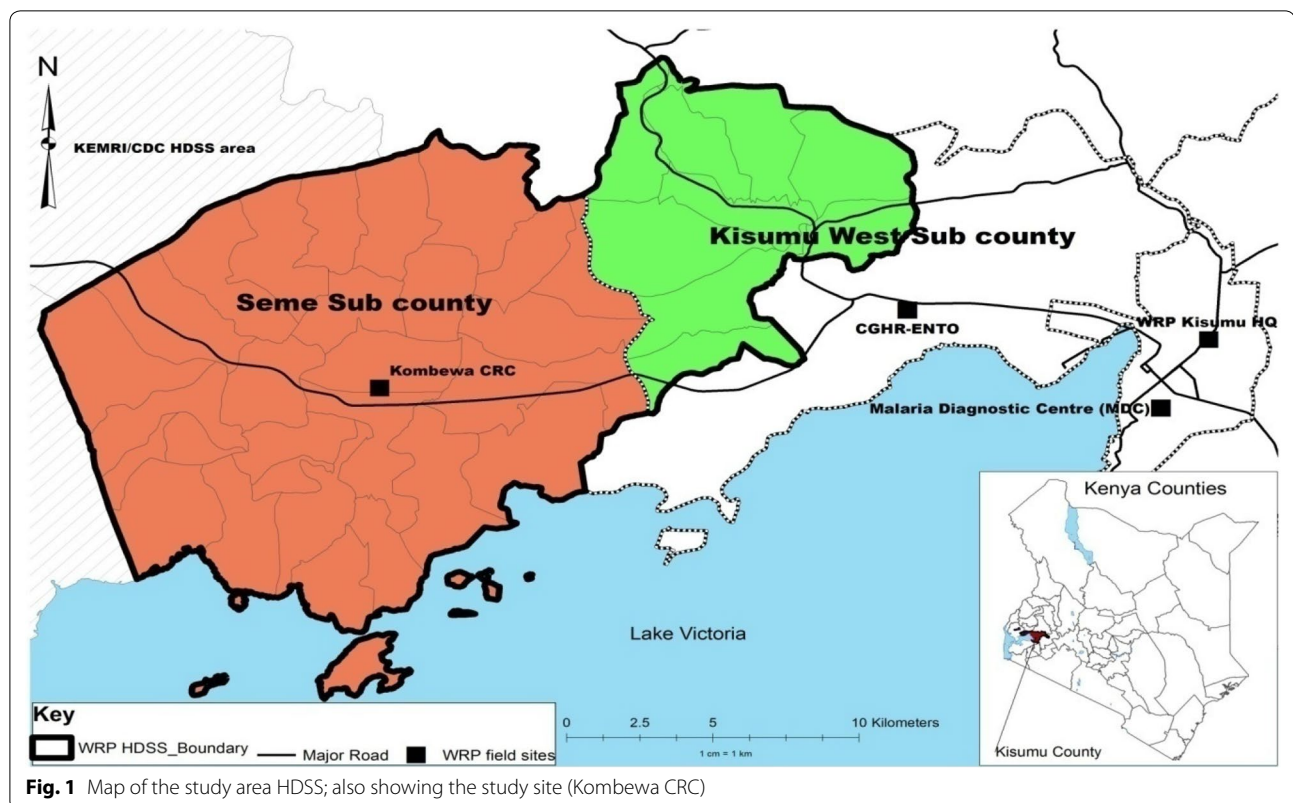 N
KEMRI/CDC HDSS area
Kisumu West Sub county
Seme Sub county
CGHR-ENTO
WRP Kisumu HQ
Kombewa CRC
Malaria Diagnostic Centre (MDC)
Kenya Counties
Lake Victoria
Kisumu County
Key
WRP HDSS_Boundary
Major Road
WRP field sites
0 2.5 5 10 Kilometers
1 cm = 1 km
Fig. 1 Map of the study area HDSS; also showing the study site (Kombewa CRC)